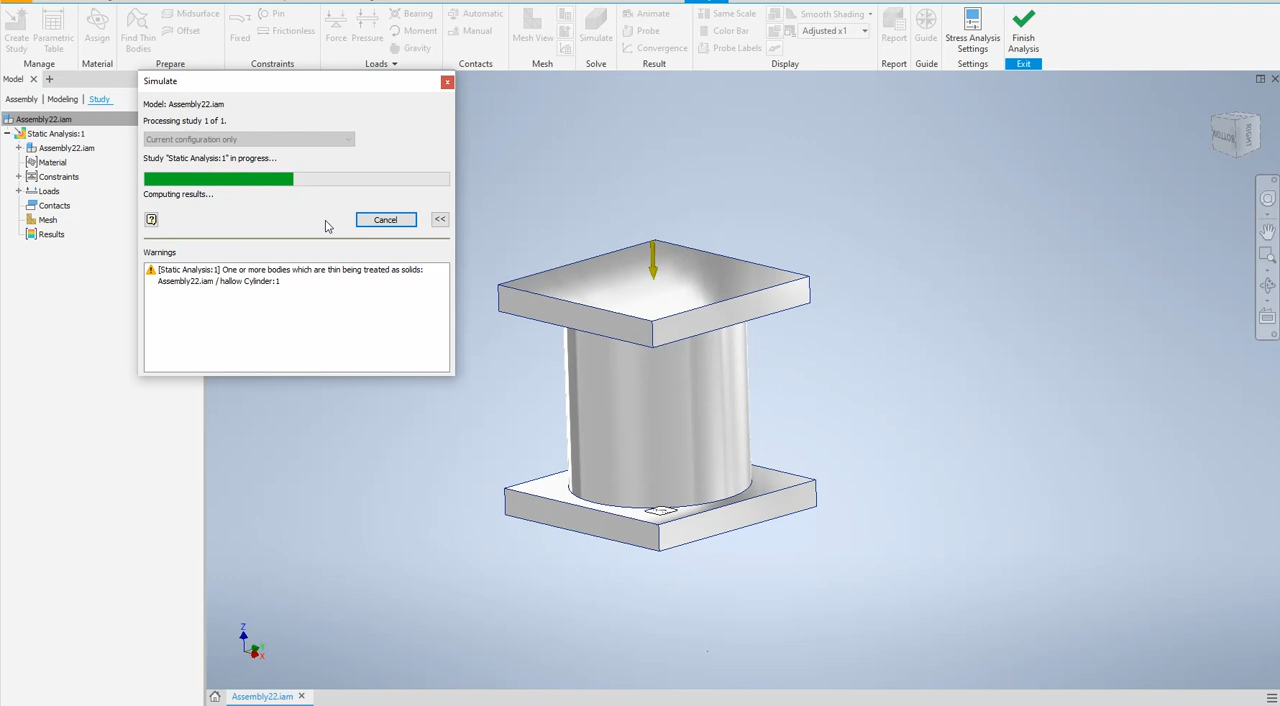 Create Study
Parametric Table
Assign
Find Thin Bodies
Midsurface
Offset
Fixed
Pin
Frictionless
Force
Pressure
Bearing
Moment
Gravity
Automatic
Manual
Mesh View
Simulate
Animate
Probe
Convergence
Same Scale
Color Bar
Probe Labels
Smooth Shading
Adjusted x1
Report
Guide
Stress Analysis Settings
Finish Analysis
Manage
Material
Prepare
Constraints
Loads
Contacts
Mesh
Solve
Result
Display
Report
Guide
Settings
Exit
Model
Assembly
Modeling
Study
Assembly22.iam
Static Analysis:1
Assembly22.iam
Material
Constraints
Loads
Contacts
Mesh
Results
Simulate
Model: Assembly22.iam
Processing study 1 of 1.
Current configuration only
Study "Static Analysis:1" in progress...
Computing results...
Cancel
<<
Warnings
[Static Analysis:1] One or more bodies which are thin being treated as solids:
Assembly22.iam / hallow Cylinder:1
BOTTOM
RIGHT
Z
Y
X
Assembly22.iam